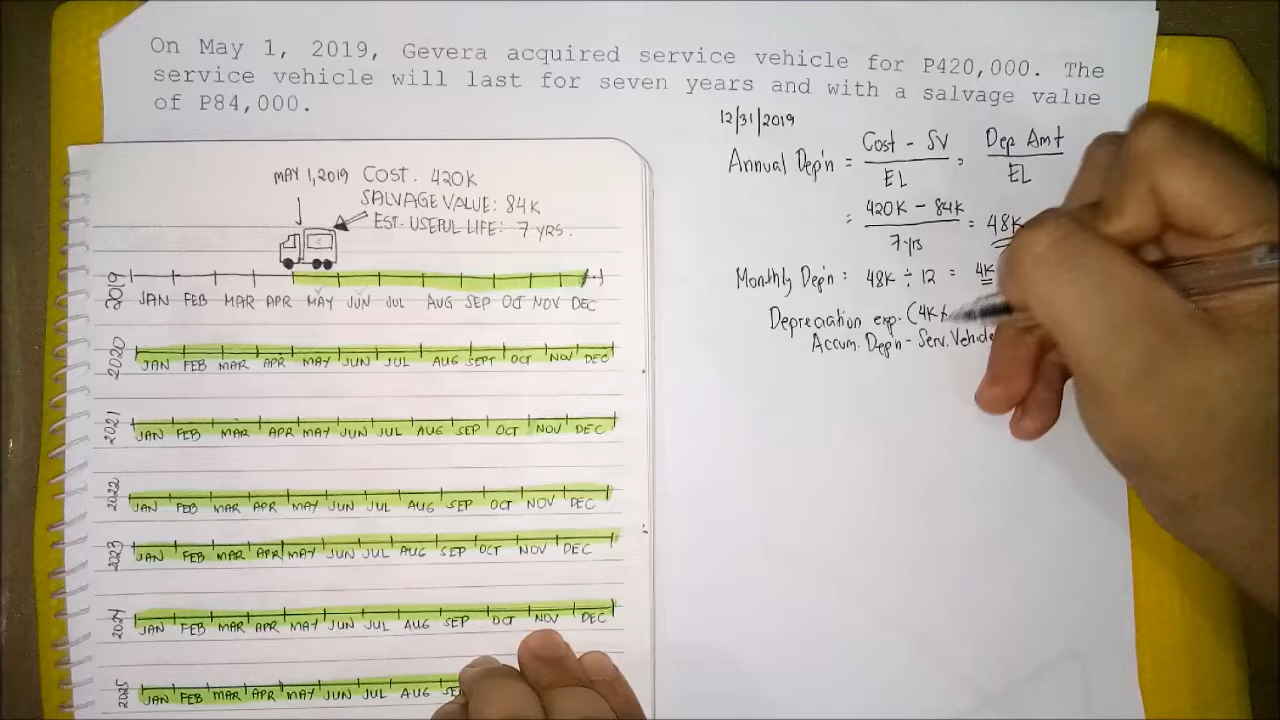 On May 1, 2019, Gevera acquired service vehicle for P420,000. The
service vehicle will last for seven years and with a salvage value
of P84,000.
MAY 1, 2019 COST. 420K
SALVAGE VALUE: 84K
EST. USEFUL LIFE: 7 YRS.
2019
JAN FEB MAR APR MAY JUN JUL AUG SEP OCT NOV DEC
2020
JAN FEB MAR APR MAY JUN JUL AUG SEPT OCT NOV DEC
2021
JAN FEB MAR APR MAY JUN JUL AUG SEP OCT NOV DEC
2022
JAN FEB MAR APR MAY JUN JUL AUG SEP OCT NOV DEC
2023
JAN FEB MAR APR MAY JUN JUL AUG SEP OCT NOV DEC
2024
JAN FEB MAR APR MAY JUN JUL AUG SEP OCT NOV DEC
2025
JAN FEB MAR APR MAY JUN JUL AUG
12/31/2019
Annual Dep'n = Cost - SV / EL , Dep Amt / EL
= 420K - 84K / 7 yrs = 48K
Monthly Dep'n : 48K ÷ 12 = 4K
Depreciation exp. (4K x
Accum. Dep'n - Serv. Vehicle